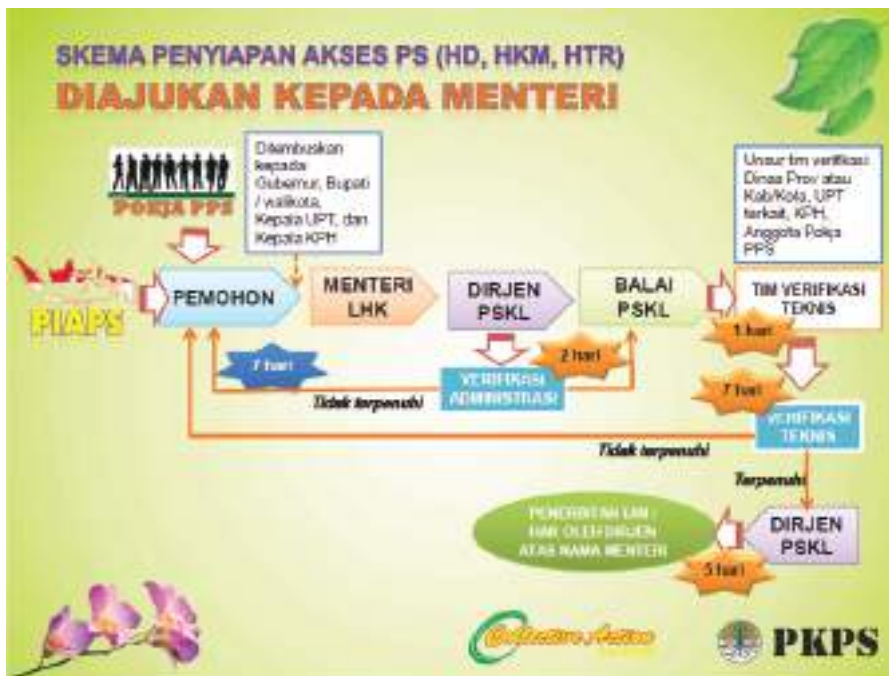 SKEMA PENYIAPAN AKSES PS (HD, HKM, HTR)
DIAJUKAN KEPADA MENTERI
POKJA PPS
Ditembuskan
kepada
Gubernur, Bupati
/ walikota,
Kepala UPT, dan
Kepala KPH
Unsur tim verifikasi
Dinas Prov atau
Kab/Kota, UPT
terkait, KPH,
Anggota Pokja
PPS
PIAPS
PEMOHON
MENTERI
LHK
DIRJEN
PSKL
BALAI
PSKL
TIM VERIFIKASI
TEKNIS
1 hari
7 hari
2 hari
VERIFIKASI
ADMINISTRASI
Tidak terpenuhi
7 hari
VERIFIKASI
TEKNIS
Tidak terpenuhi
Terpenuhi
PENERBITAN IZIN
HAK OLEH DIRJEN
ATAS NAMA MENTERI
DIRJEN
PSKL
5 hari
Collective Action
PKPS